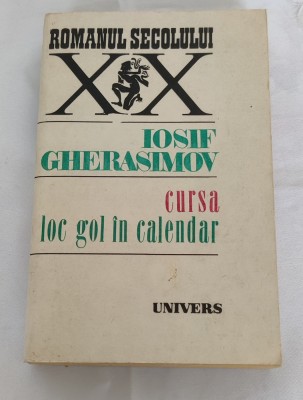 ROMANUL SECOLULUI
XX
IOSIF
GHERASIMOV
cursa
loc gol în calendar
UNIVERS